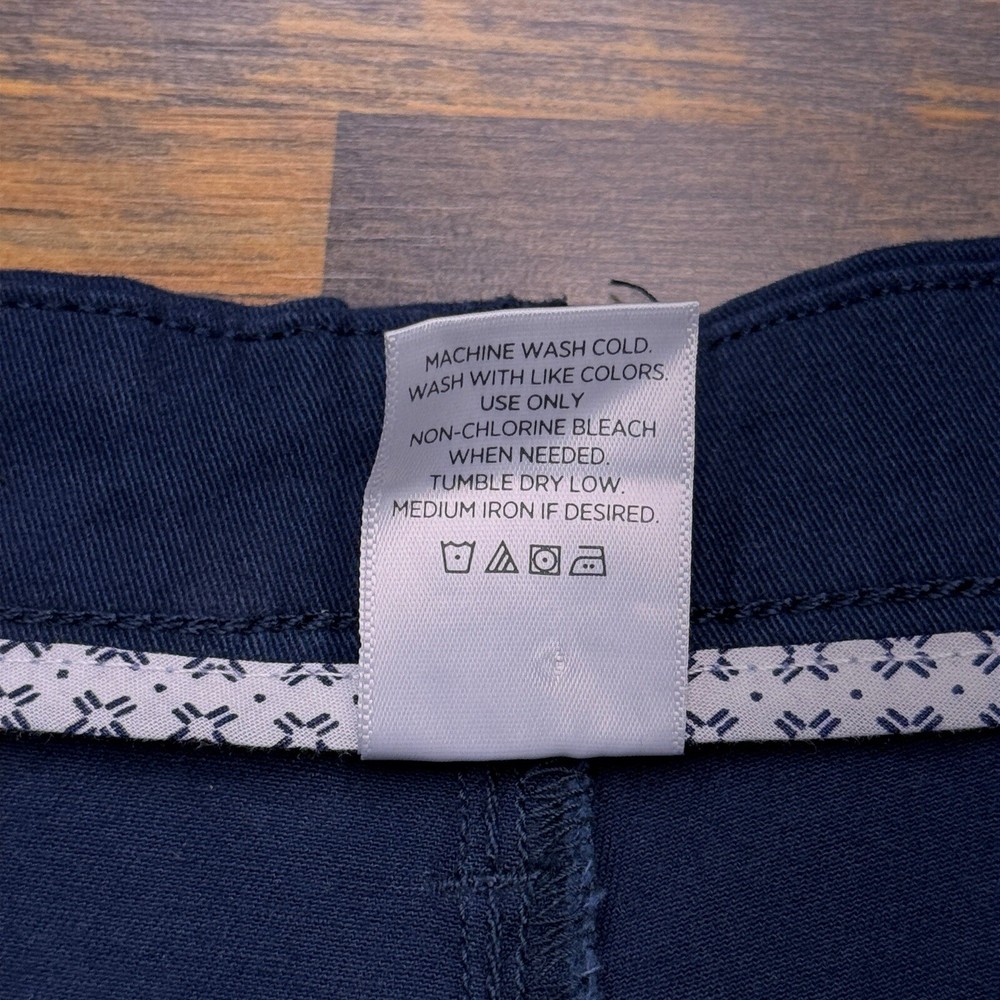 MACHINE WASH COLD.
WASH WITH LIKE COLORS.
USE ONLY
NON-CHLORINE BLEACH
WHEN NEEDED.
TUMBLE DRY LOW.
MEDIUM IRON IF DESIRED.